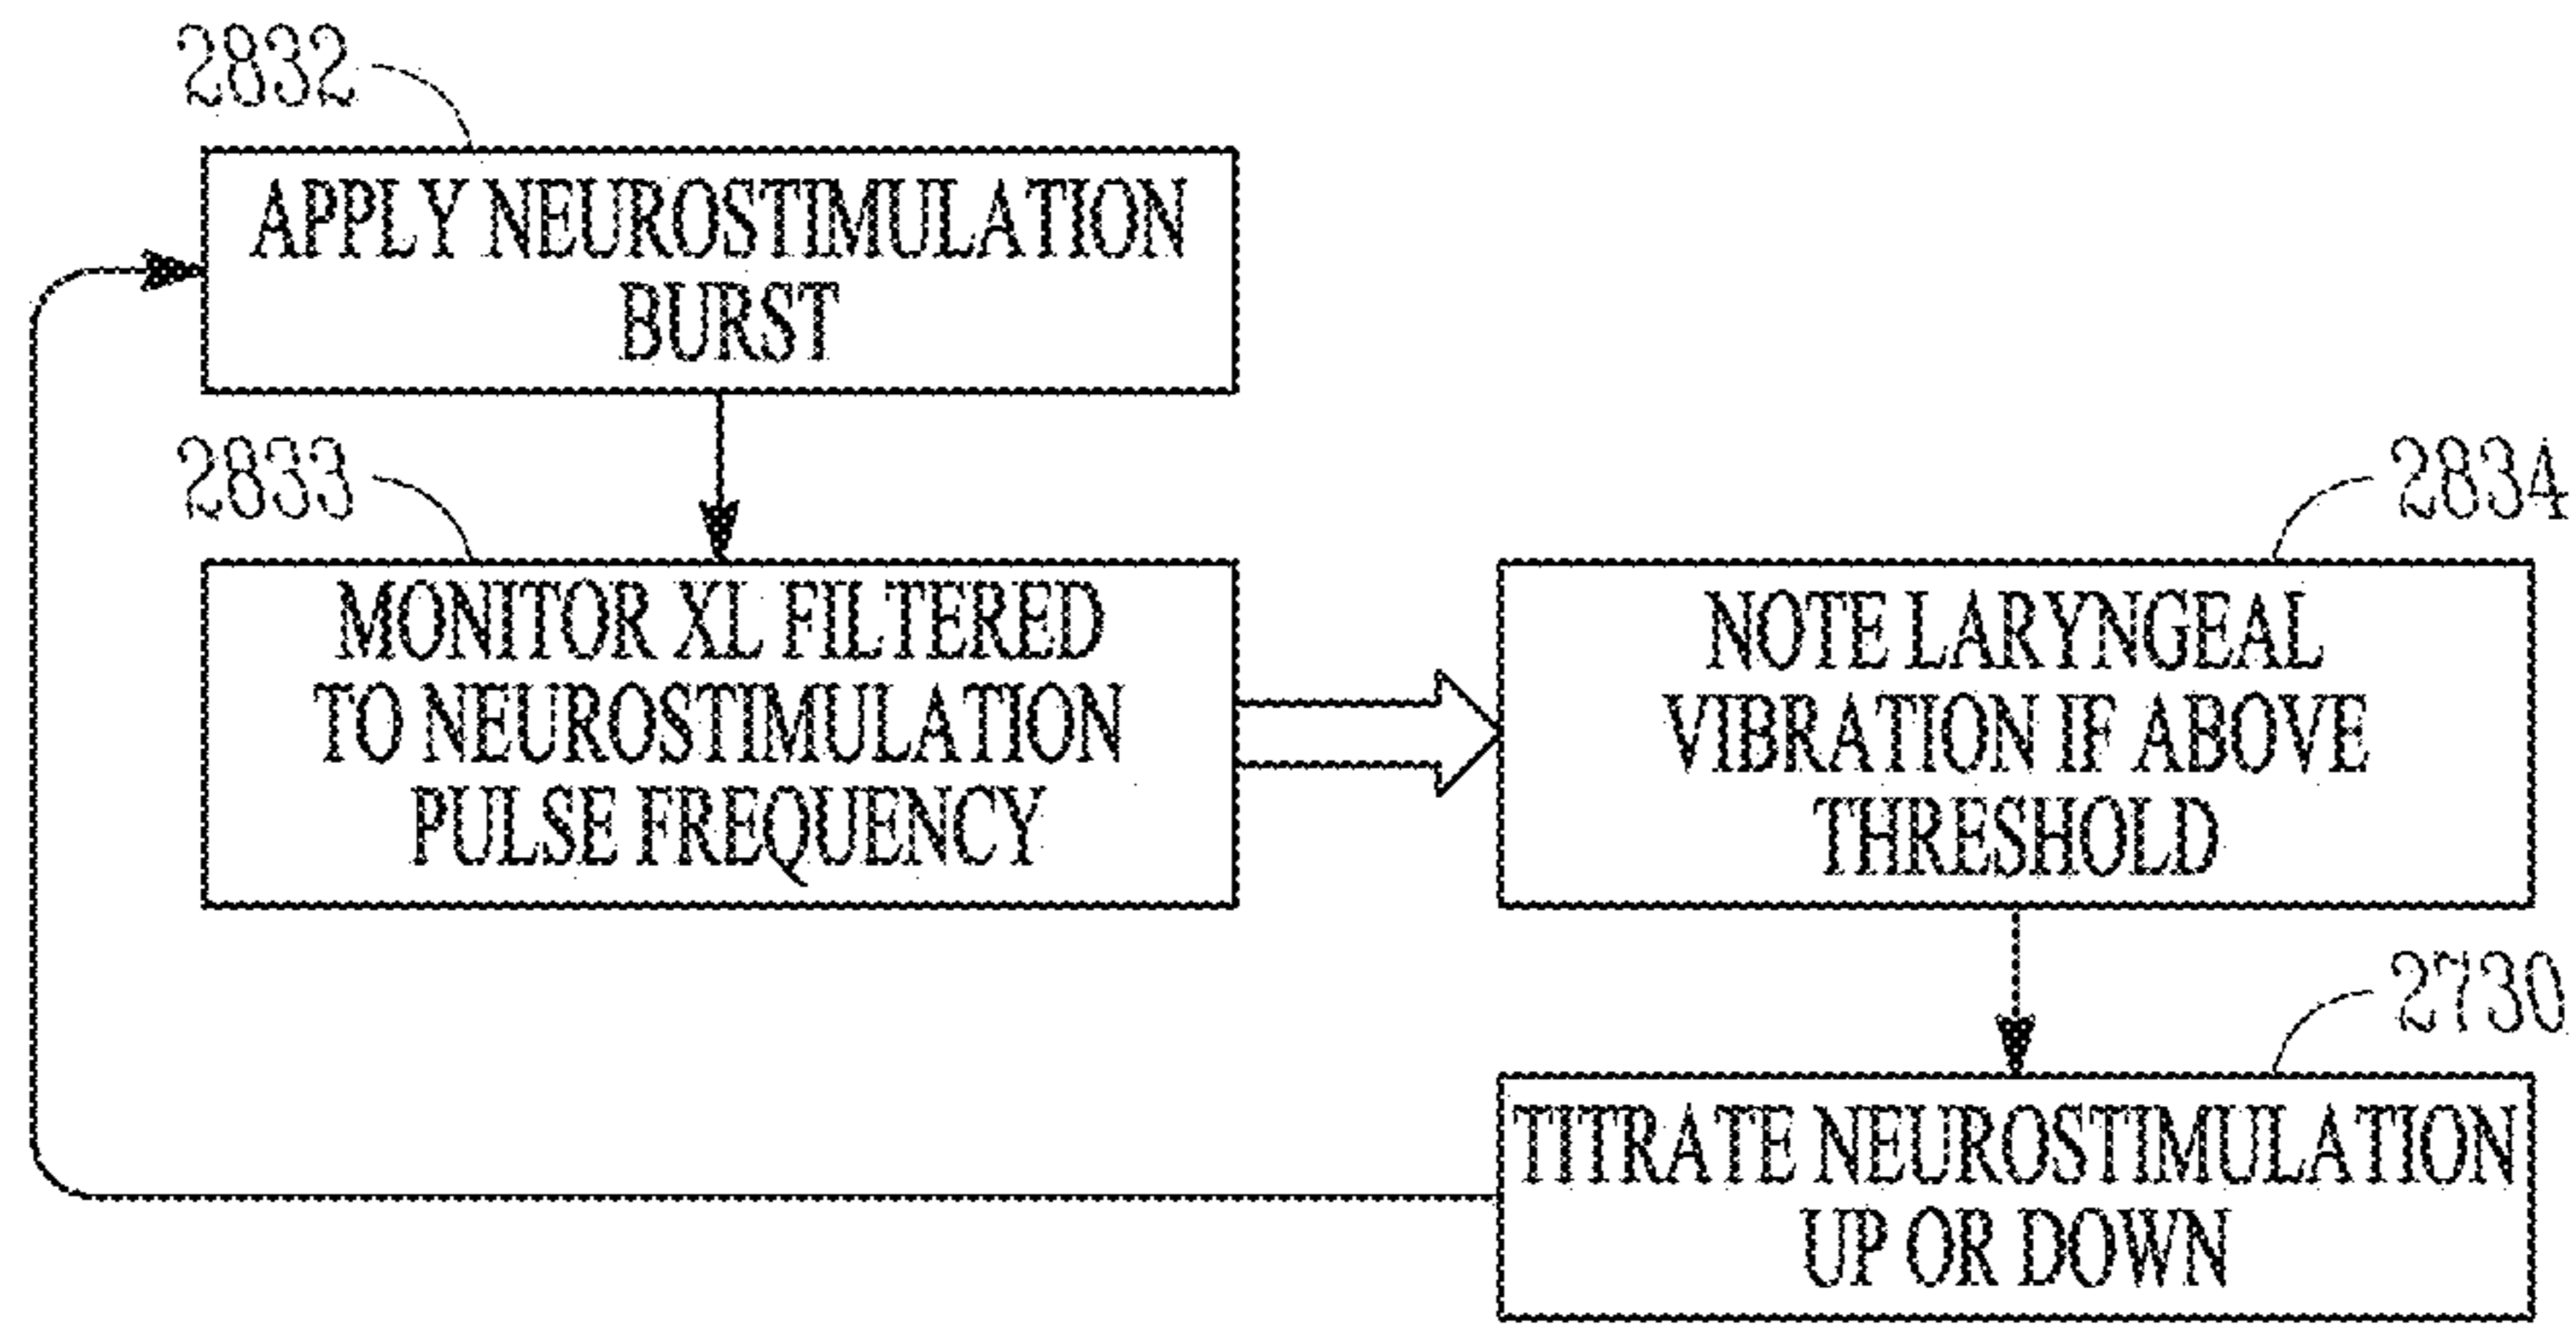 2832
APPLY NEUROSTIMULATION
BURST
2833
MONITOR XL FILTERED
TO NEUROSTIMULATION
PULSE FREQUENCY
2834
NOTE LARYNGEAL
VIBRATION IF ABOVE
THRESHOLD
2730
TITRATE NEUROSTIMULATION
UP OR DOWN